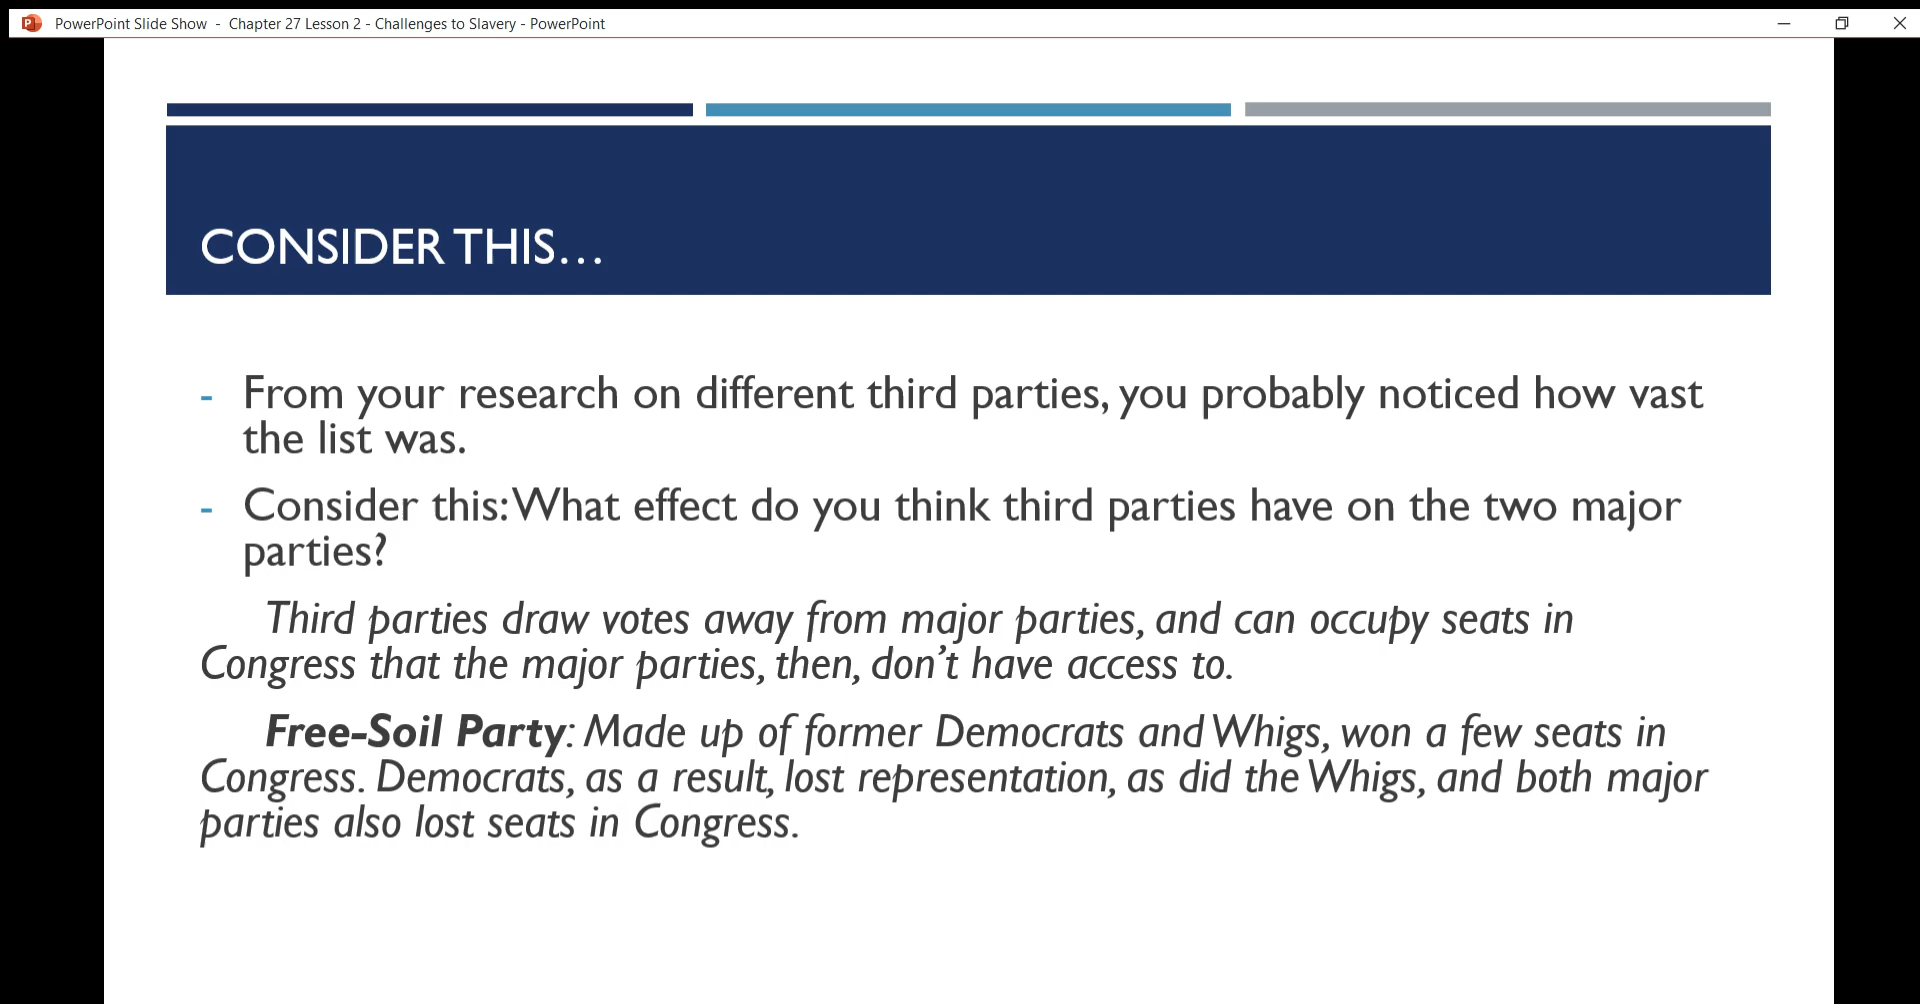 PowerPoint Slide Show - Chapter 27 Lesson 2 - Challenges to Slavery - PowerPoint
CONSIDER THIS...
- From your research on different third parties, you probably noticed how vast
the list was.
- Consider this: What effect do you think third parties have on the two major
parties?
Third parties draw votes away from major parties, and can occupy seats in
Congress that the major parties, then, don't have access to.
Free-Soil Party: Made up of former Democrats and Whigs, won a few seats in
Congress. Democrats, as a result, lost representation, as did the Whigs, and both major
parties also lost seats in Congress.